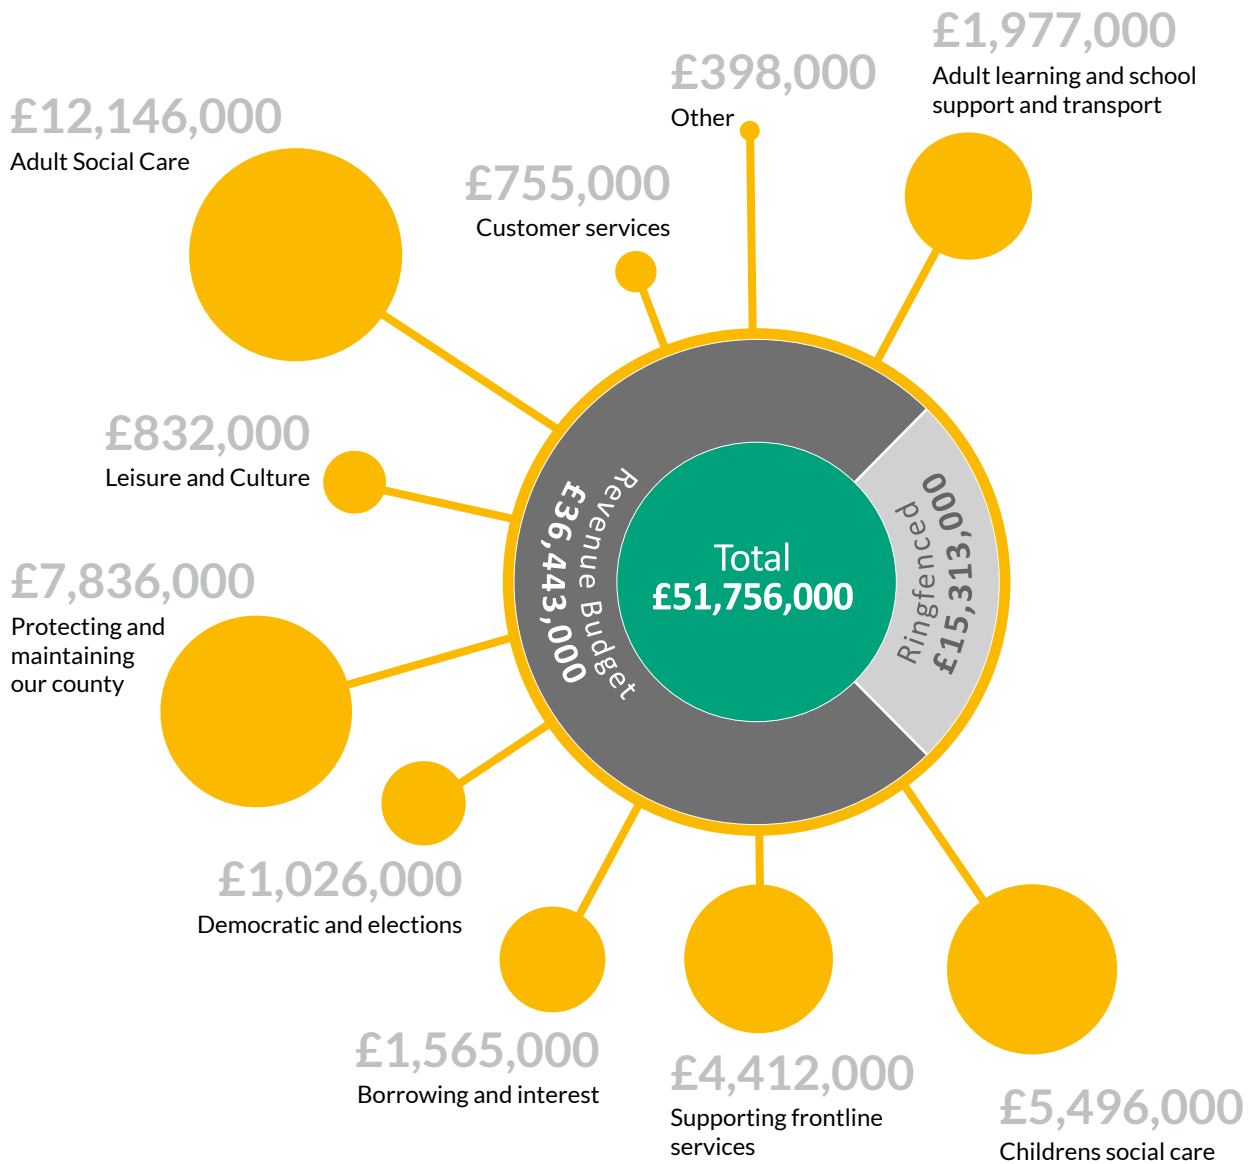 £1,977,000
Adult learning and school
support and transport
£398,000
Other
£12,146,000
Adult Social Care
£755,000
Customer services
£832,000
Leisure and Culture
Revenue Budget
£36,443,000
Total
£51,756,000
Ringfenced
£15,313,000
£7,836,000
Protecting and
maintaining
our county
£1,026,000
Democratic and elections
£1,565,000
Borrowing and interest
£4,412,000
Supporting frontline
services
£5,496,000
Childrens social care